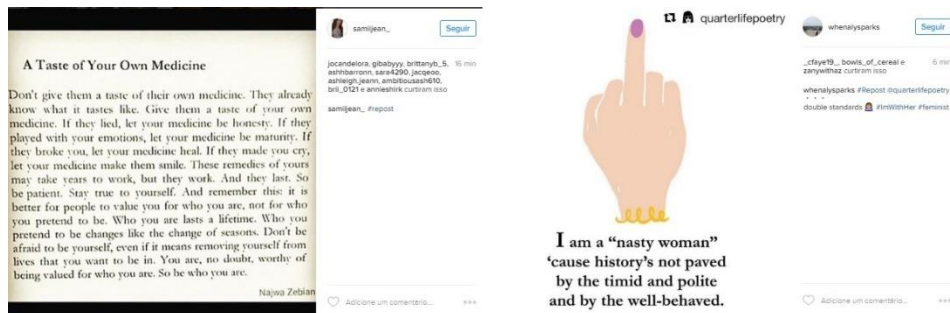 A Taste of Your Own Medicine
Don't give them a taste of their own medicine. They already
know what it tastes like. Give them a taste of your own
medicine. If they lied, let your medicine be honesty. If they
played with your emotions, let your medicine be maturity. If
they broke you, let your medicine heal. If they made you cry,
let your medicine make them smile. These remedies of yours
may take years to work, but they work. And they last. So
be patient. Stay true to yourself. And remember this: it is
better for people to value you for who you are, not for who
you pretend to be. Who you are lasts a lifetime. Who you
pretend to be changes like the change of seasons. Don't be
afraid to be yourself, even if it means removing yourself from
lives that you want to be in. You are, no doubt, worthy of
being valued for who you are. So be who you are.
Najwa Zebian
samiijean_
Seguir
jocandelora, gibabyyy, brittanyb_5, 16 min
ashhbarronn, sara4290, jacqeoo,
ashleigh.jeann, ambitiousash610,
brii_0121 e annieshirk curtiram isso
samiijean_ #repost
Adicione um comentário...
quarterlifepoetry
I am a "nasty woman"
'cause history's not paved
by the timid and polite
and by the well-behaved.
whenalysparks
Seguir
_cfaye19_, bowls_of_cereal e 6 min
zanywithaz curtiram isso
whenalysparks #Repost @quarterlifepoetry
double standards #ImWithHer #feminist
Adicione um comentário...